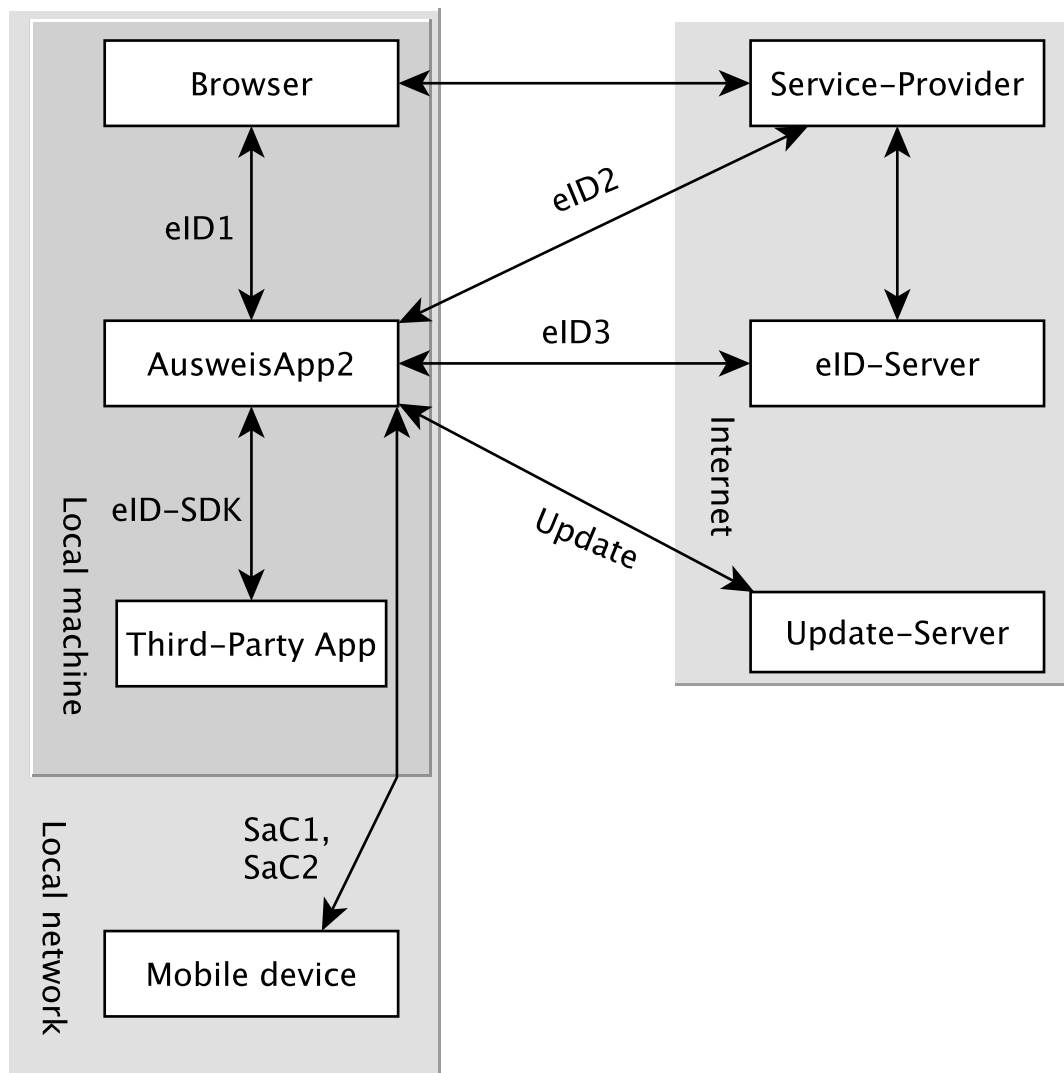 Browser
Service-Provider
eID1
eID2
AusweisApp2
eID3
eID-Server
eID-SDK
Local machine
Internet
Update
Third-Party App
Update-Server
SaC1,
SaC2
Local network
Mobile device